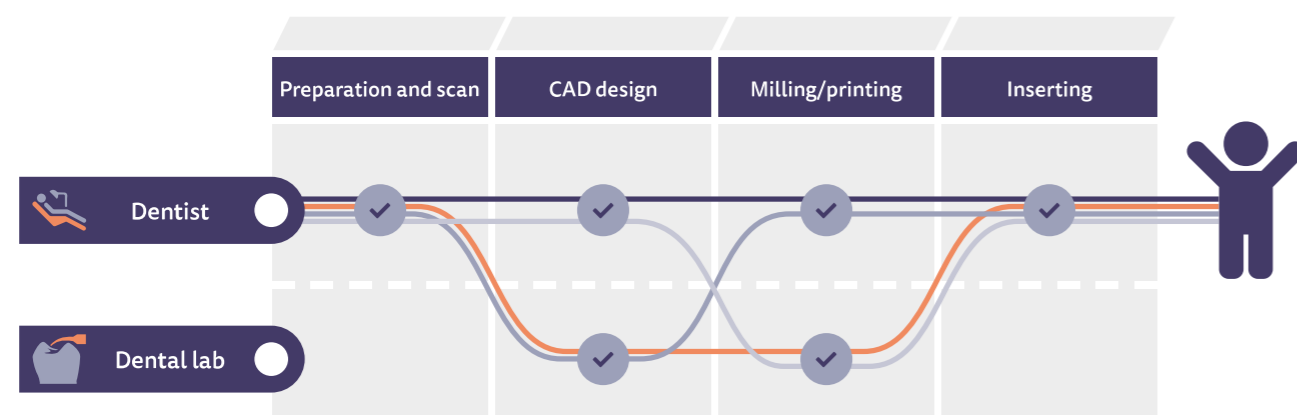 Preparation and scan
CAD design
Milling/printing
Inserting
Dentist
Dental lab